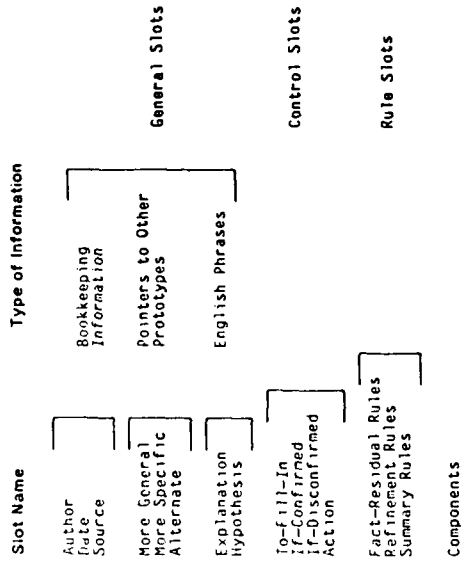 Slot Name
Type of Information
Author
Date
Source
Bookkeeping
Information
More General
More Specific
Alternate
Pointers to Other
Prototypes
General Slots
Explanation
Hypothesis
English Phrases
To-Fill-In
If-Confirmed
If-Disconfirmed
Action
Control Slots
Fact-Residual Rules
Refinement Rules
Summary Rules
Rule Slots
Components